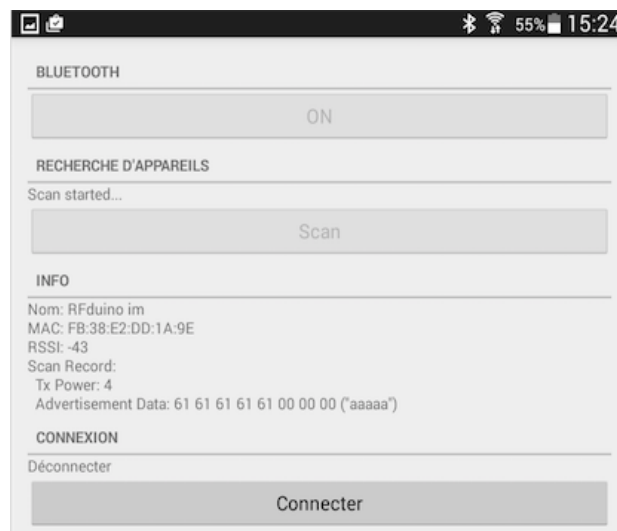 55% 15:24
BLUETOOTH
ON
RECHERCHE D'APPAREILS
Scan started...
Scan
INFO
Nom: RFduino im
MAC: FB:38:E2:DD:1A:9E
RSSI: -43
Scan Record:
Tx Power: 4
Advertisement Data: 61 61 61 61 61 00 00 00 ("aaaaa")
CONNEXION
Déconnecter
Connecter